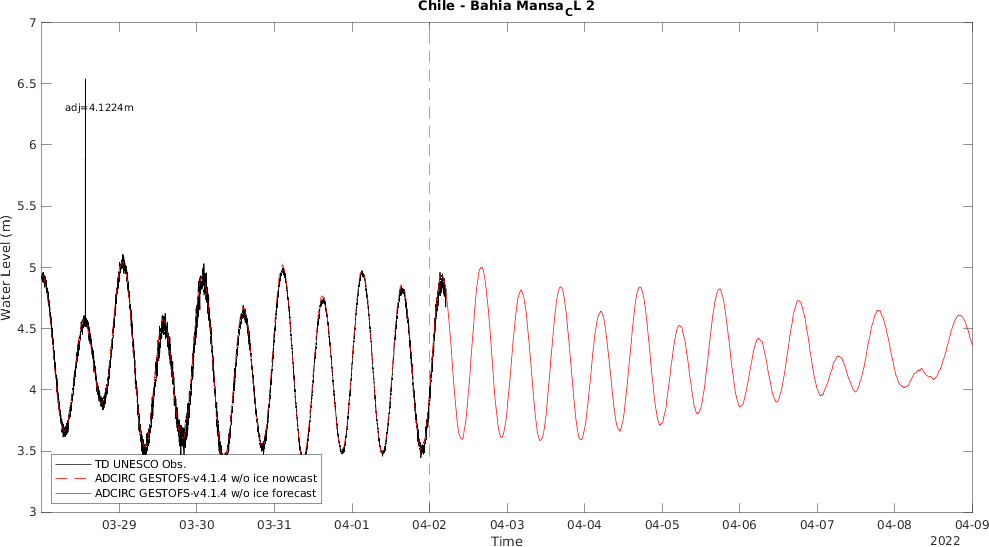 Chile - Bahia Mansa_CL 2
7
6.5
6
5.5
5
4.5
4
3.5
3
Water Level (m)
adj=4.1224m
TD UNESCO Obs.
ADCIRC GESTOFS-v4.1.4 w/o ice nowcast
ADCIRC GESTOFS-v4.1.4 w/o ice forecast
03-29 03-30 03-31 04-01 04-02 04-03 04-04 04-05 04-06 04-07 04-08 04-09
Time
2022